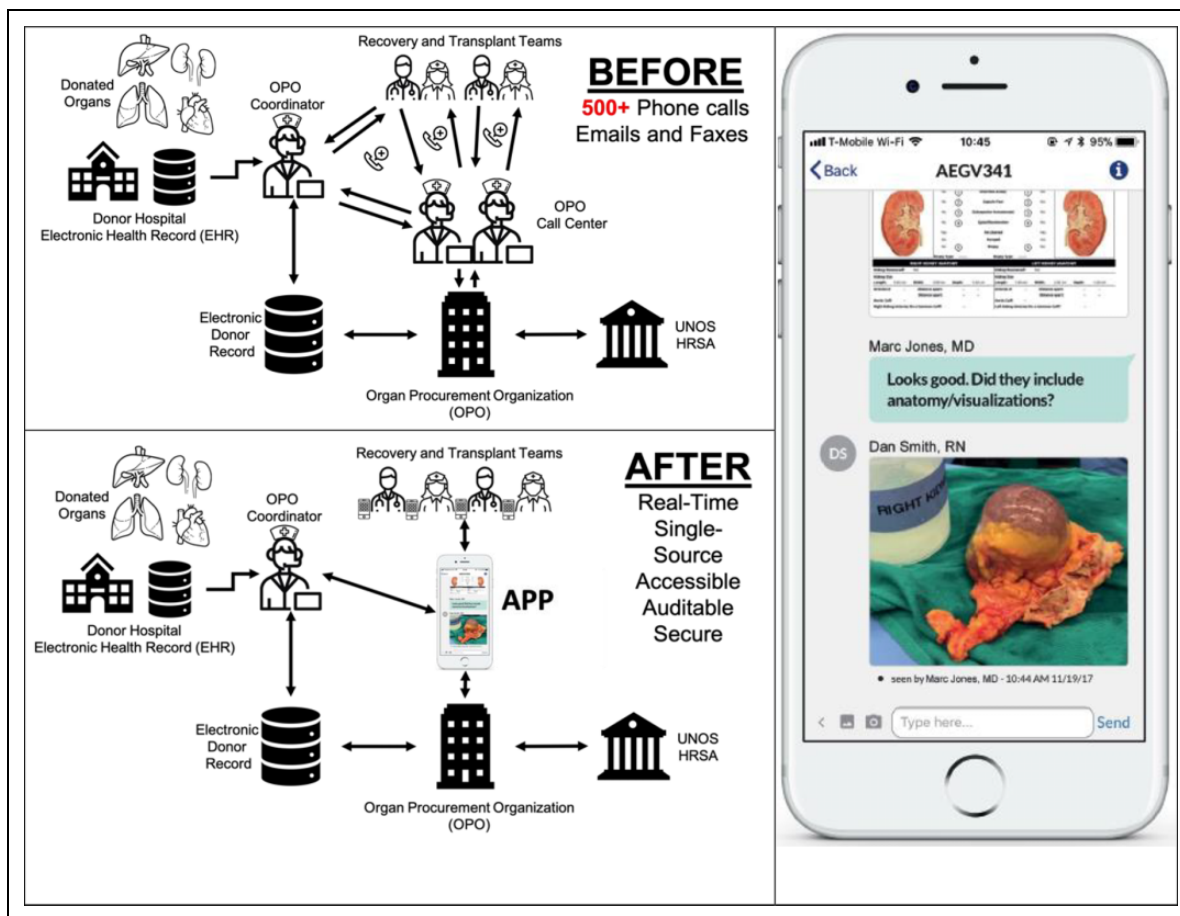 Recovery and Transplant Teams
Donated
Organs
OPO
Coordinator
BEFORE
500+ Phone calls
Emails and Faxes
OPO
Call Center
Donor Hospital
Electronic Health Record (EHR)
Electronic
Donor
Record
UNOS
HRSA
Organ Procurement Organization
(OPO)
Recovery and Transplant Teams
Donated
Organs
OPO
Coordinator
AFTER
Real-Time
Single-
Source
Accessible
Auditable
Secure
APP
Donor Hospital
Electronic Health Record (EHR)
Electronic
Donor
Record
UNOS
HRSA
Organ Procurement Organization
(OPO)
T-Mobile Wi-Fi 10:45 95%
Back AEGV341
RIGHT KIDNEY ANATOMY LEFT KIDNEY ANATOMY
Marc Jones, MD
Looks good. Did they include
anatomy/visualizations?
DS Dan Smith, RN
RIGHT
seen by Marc Jones, MD - 10:44 AM 11/19/17
Type here... Send